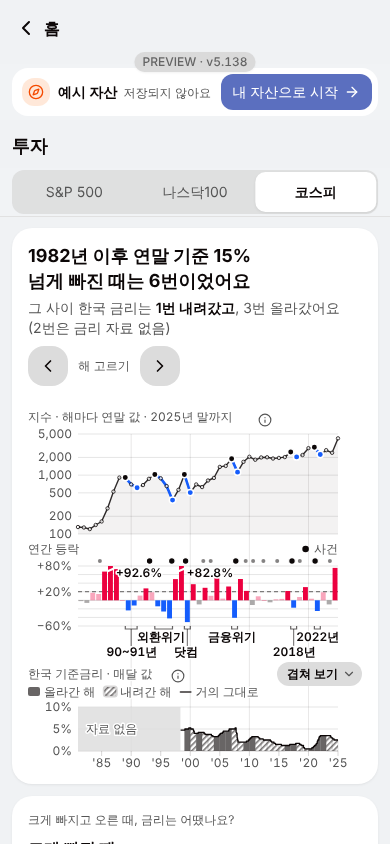 홈
PREVIEW · v5.138
예시 자산 저장되지 않아요 내 자산으로 시작
투자
S&P 500 나스닥100 코스피
1982년 이후 연말 기준 15%
넘게 빠진 때는 6번이었어요
그 사이 한국 금리는 1번 내려갔고, 3번 올라갔어요
(2번은 금리 자료 없음)
해 고르기
지수 · 해마다 연말 값 · 2025년 말까지
5,000
2,000
1,000
500
200
100
연간 등락 사건
+80%
+92.6% +82.8%
+20%
−60%
외환위기 금융위기 2022년
90~91년 닷컴 2018년
한국 기준금리 · 매달 값 겹쳐 보기
올라간 해 내려간 해 거의 그대로
10%
자료 없음
5%
0%
'85 '90 '95 '00 '05 '10 '15 '20 '25
크게 빠지고 오른 때, 금리는 어땠나요?